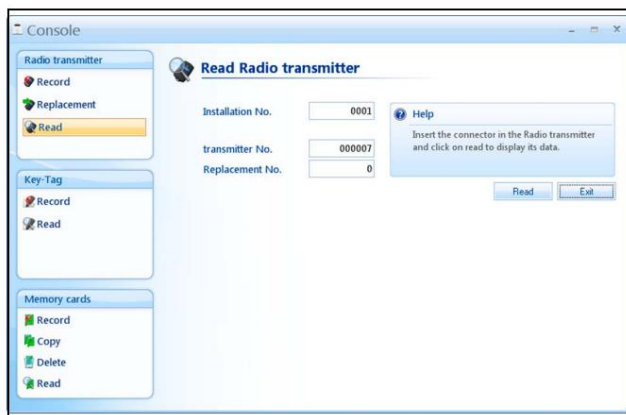 Console
Radio transmitter
Record
Replacement
Read
Key-Tag
Record
Read
Memory cards
Record
Copy
Delete
Read
Read Radio transmitter
Installation No. 0001
transmitter No. 000007
Replacement No. 0
Help
Insert the connector in the Radio transmitter
and click on read to display its data.
Read Exit